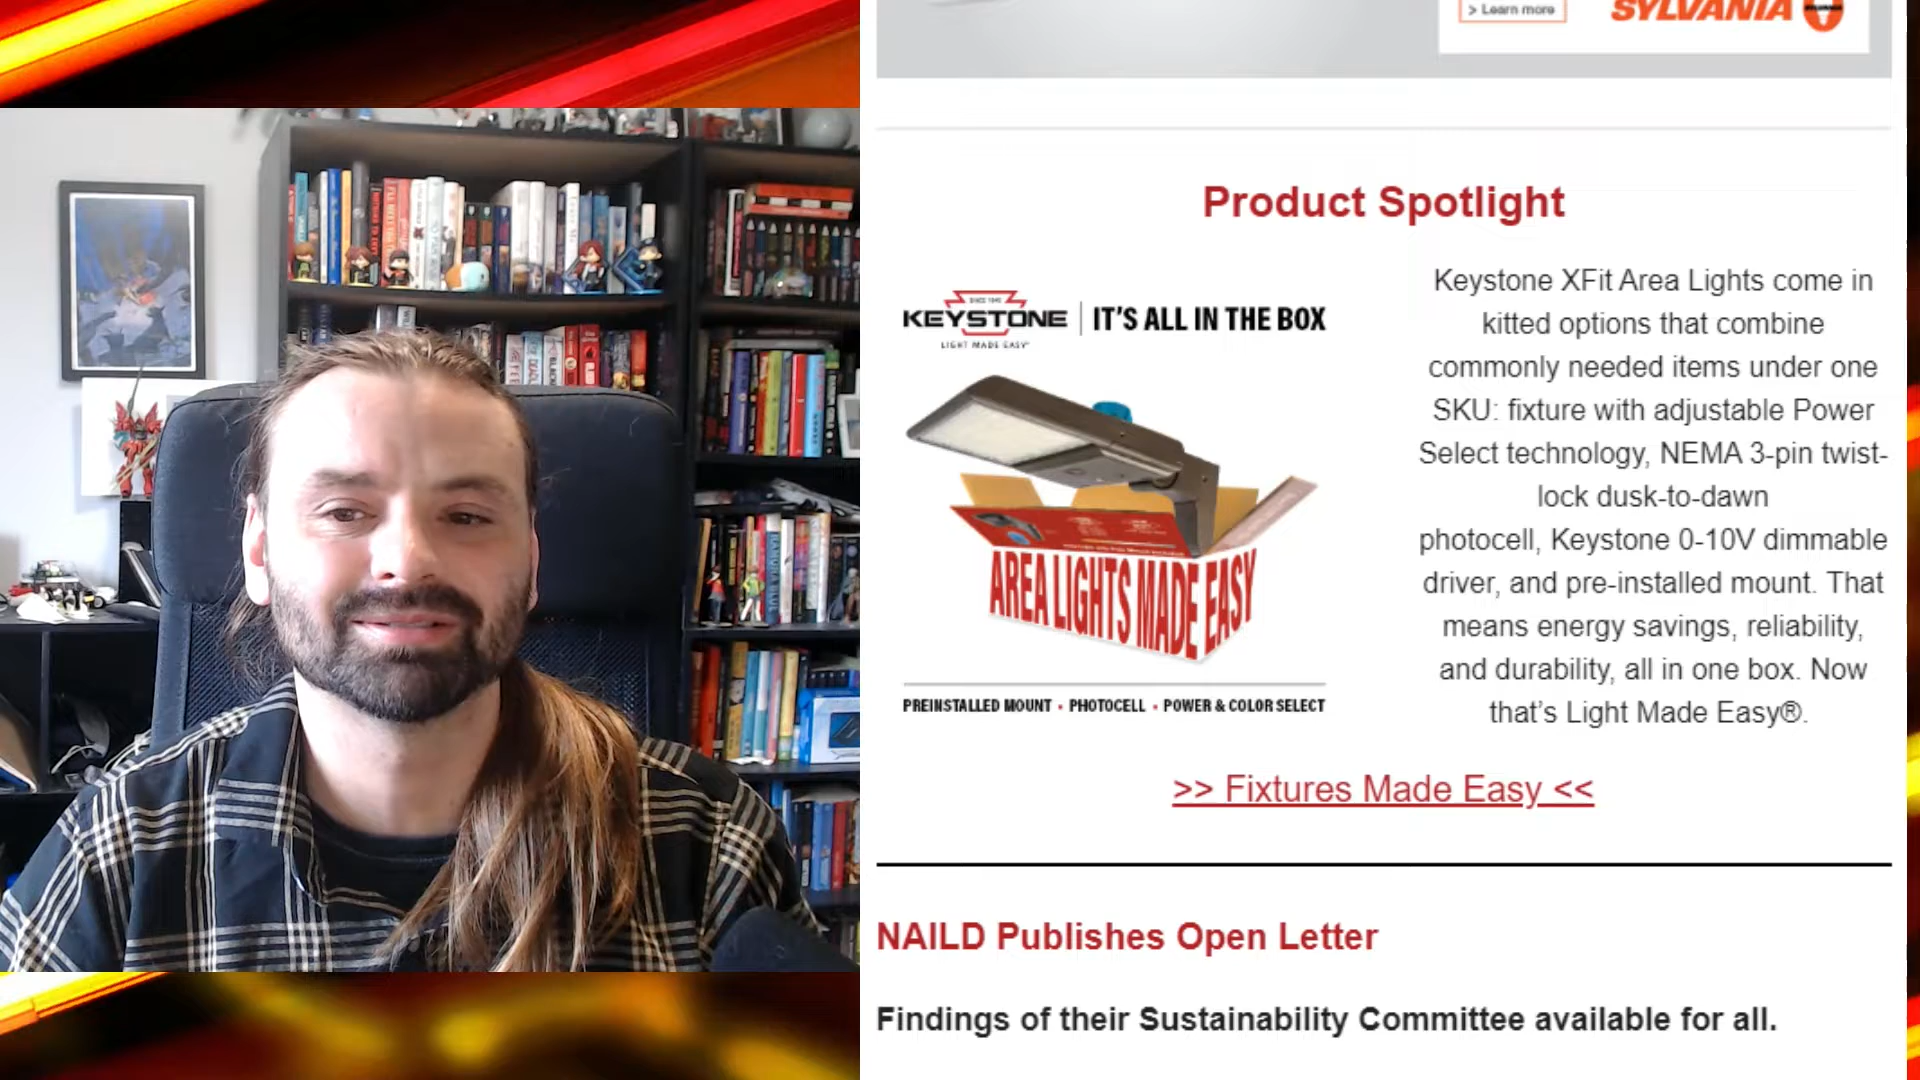 > Learn more
SYLVANIA
Product Spotlight
SINCE 1945
KEYSTONE
LIGHT MADE EASY®
IT'S ALL IN THE BOX
AREA LIGHTS MADE EASY
PREINSTALLED MOUNT • PHOTOCELL • POWER & COLOR SELECT
Keystone XFit Area Lights come in
kitted options that combine
commonly needed items under one
SKU: fixture with adjustable Power
Select technology, NEMA 3-pin twist-
lock dusk-to-dawn
photocell, Keystone 0-10V dimmable
driver, and pre-installed mount. That
means energy savings, reliability,
and durability, all in one box. Now
that's Light Made Easy®.
>> Fixtures Made Easy <<
NAILD Publishes Open Letter
Findings of their Sustainability Committee available for all.